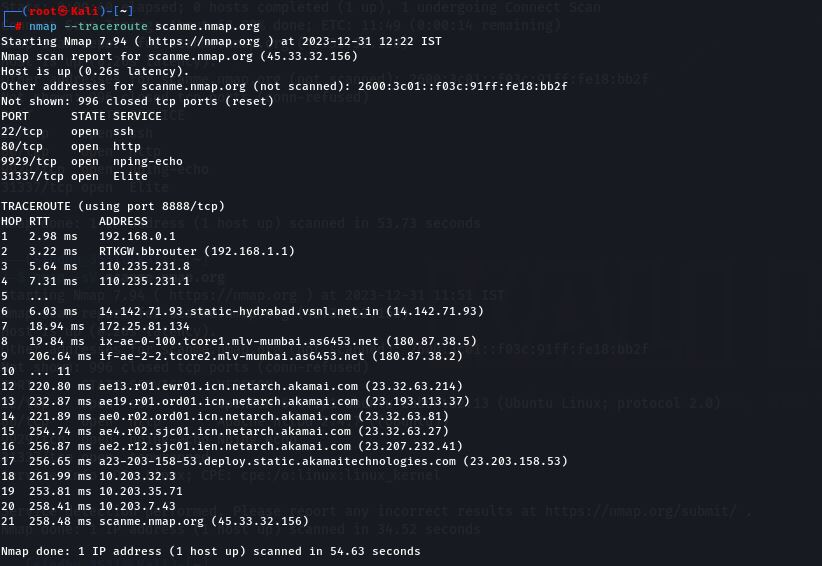 (root㉿Kali)-[~]
# nmap --traceroute scanme.nmap.org
Starting Nmap 7.94 ( https://nmap.org ) at 2023-12-31 12:22 IST
Nmap scan report for scanme.nmap.org (45.33.32.156)
Host is up (0.26s latency).
Other addresses for scanme.nmap.org (not scanned): 2600:3c01::f03c:91ff:fe18:bb2f
Not shown: 996 closed tcp ports (reset)
PORT      STATE SERVICE
22/tcp    open  ssh
80/tcp    open  http
9929/tcp  open  nping-echo
31337/tcp open  Elite
TRACEROUTE (using port 8888/tcp)
HOP RTT       ADDRESS
1   2.98 ms   192.168.0.1
2   3.22 ms   RTKGW.bbrouter (192.168.1.1)
3   5.64 ms   110.235.231.8
4   7.31 ms   110.235.231.1
5   ...
6   6.03 ms   14.142.71.93.static-hydrabad.vsnl.net.in (14.142.71.93)
7   18.94 ms  172.25.81.134
8   19.84 ms  ix-ae-0-100.tcore1.mlv-mumbai.as6453.net (180.87.38.5)
9   206.64 ms if-ae-2-2.tcore2.mlv-mumbai.as6453.net (180.87.38.2)
10  ... 11
12  220.80 ms ae13.r01.ewr01.icn.netarch.akamai.com (23.32.63.214)
13  232.87 ms ae19.r01.ord01.icn.netarch.akamai.com (23.193.113.37)
14  221.89 ms ae0.r02.ord01.icn.netarch.akamai.com (23.32.63.81)
15  254.74 ms ae4.r02.sjc01.icn.netarch.akamai.com (23.32.63.27)
16  256.87 ms ae2.r12.sjc01.ien.netarch.akamai.com (23.207.232.41)
17  256.65 ms a23-203-158-53.deploy.static.akamaitechnologies.com (23.203.158.53)
18  261.99 ms 10.203.32.3
19  253.81 ms 10.203.35.71
20  258.41 ms 10.203.7.43
21  258.48 ms scanme.nmap.org (45.33.32.156)
Nmap done: 1 IP address (1 host up) scanned in 54.63 seconds